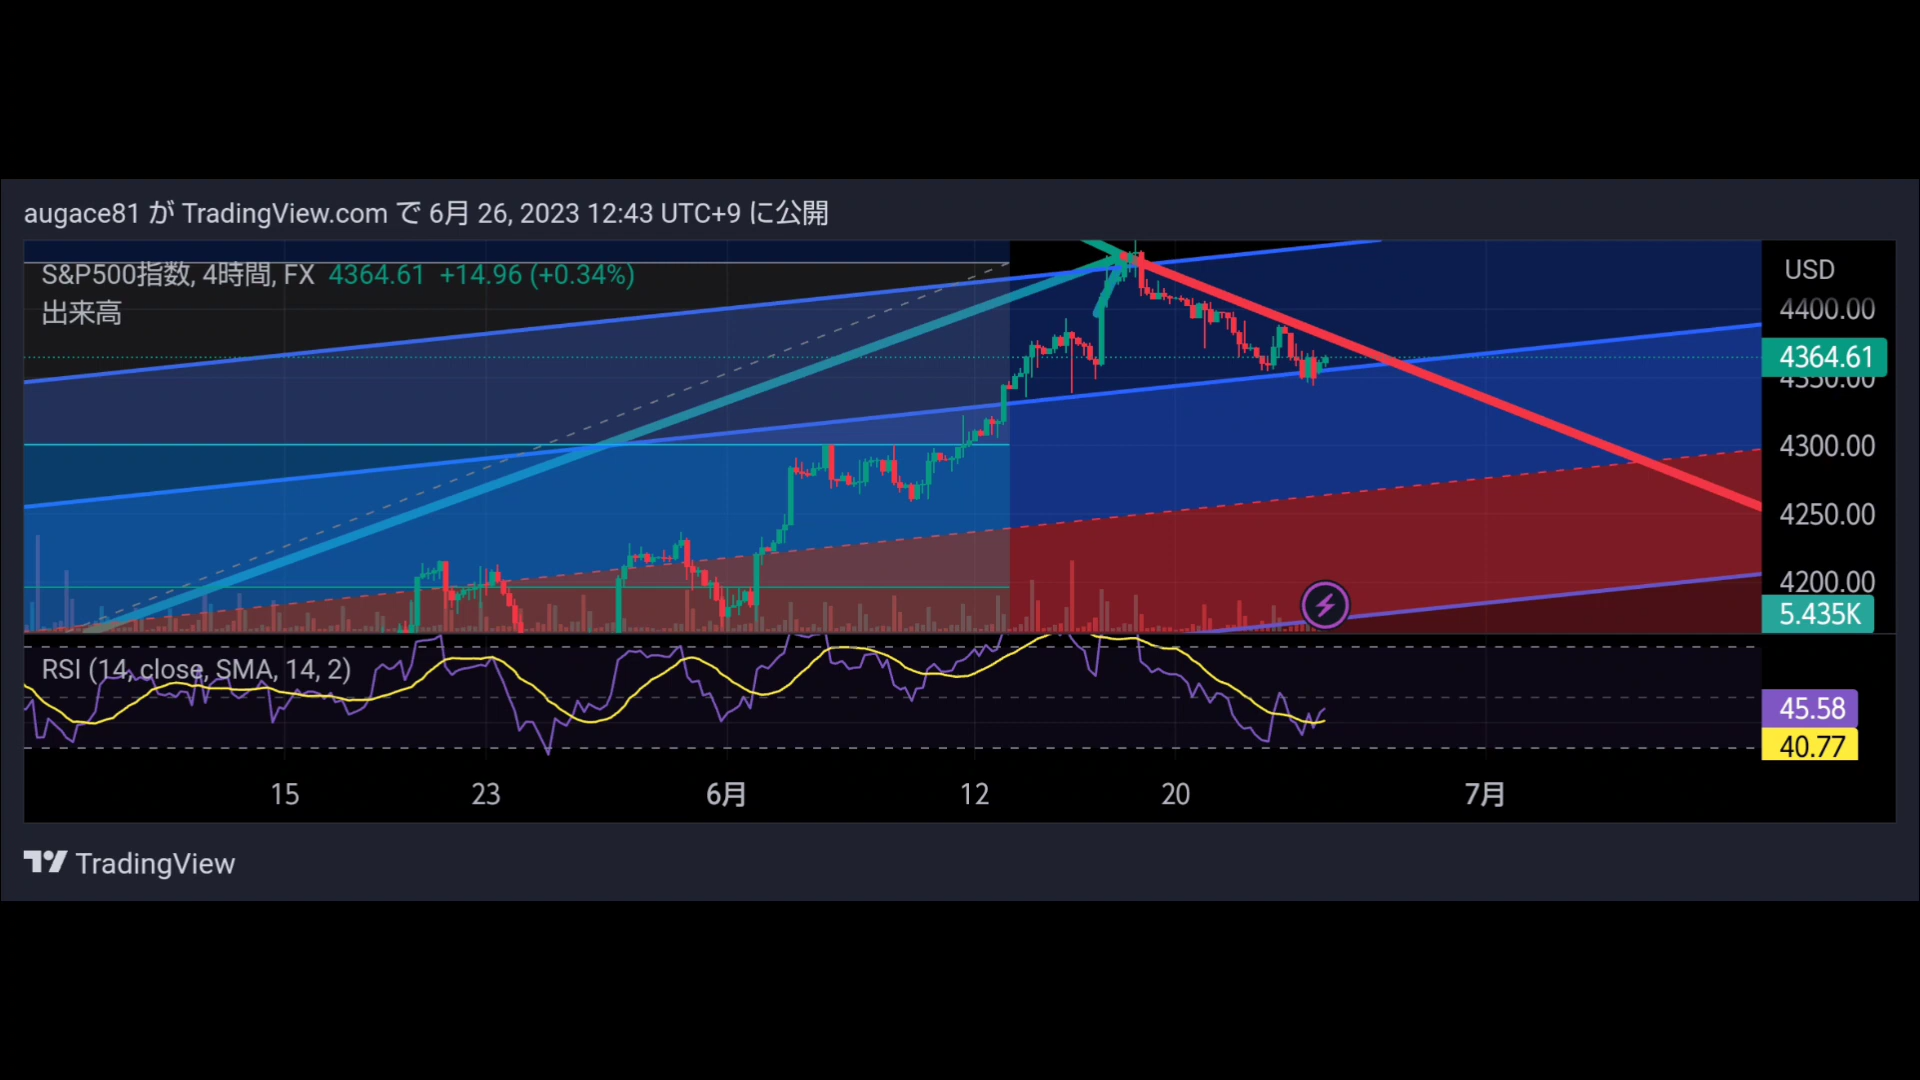 augace81 が TradingView.com で 6月 26, 2023 12:43 UTC+9 に公開
S&P500指数, 4時間, FX 4364.61 +14.96 (+0.34%)
出来高
USD
4400.00
4364.61
4350.00
4300.00
4250.00
4200.00
5.435K
RSI (14, close, SMA, 14, 2)
45.58
40.77
15 23 6月 12 20 7月
TradingView